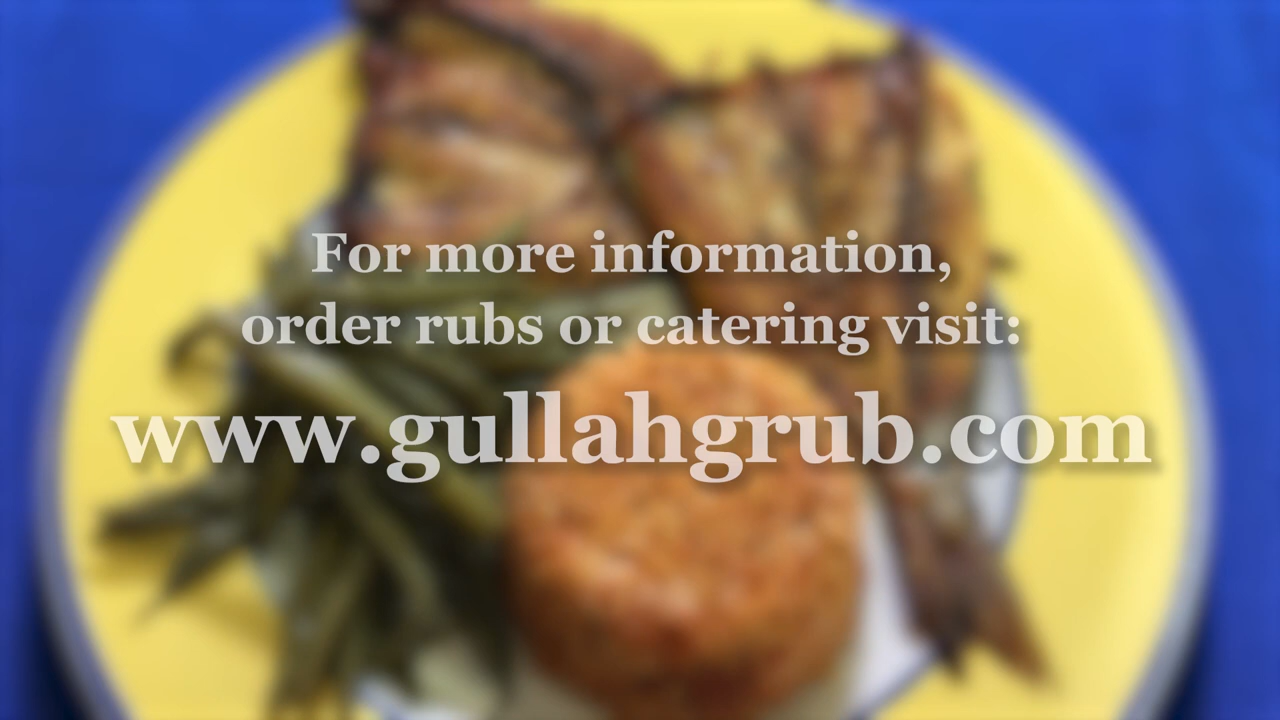 For more information,
order rubs or catering visit:
www.gullahgrub.com